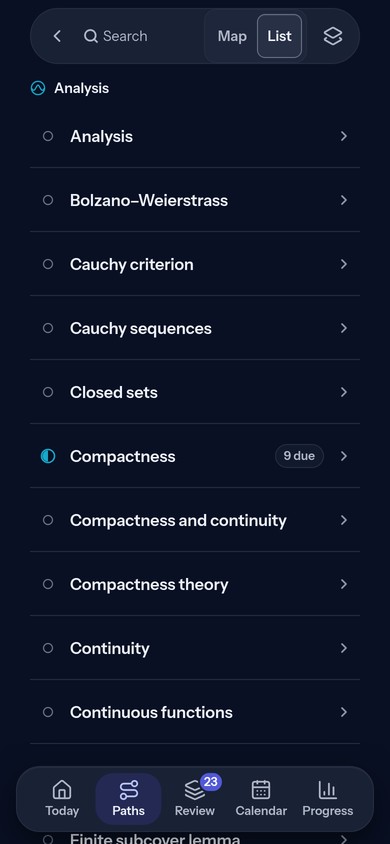 Search
Map
List
Analysis
Analysis
Bolzano–Weierstrass
Cauchy criterion
Cauchy sequences
Closed sets
Compactness
9 due
Compactness and continuity
Compactness theory
Continuity
Continuous functions
Today
Paths
23
Review
Calendar
Progress
Finite subcover lemma